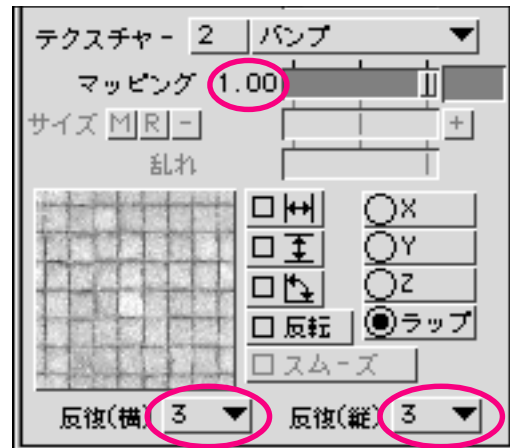 テクスチャー 2 バンプ
マッピング 1.00
サイズ M R - +
乱れ
X
Y
Z
反転 ラップ
スムーズ
反復(横) 3 反復(縦) 3